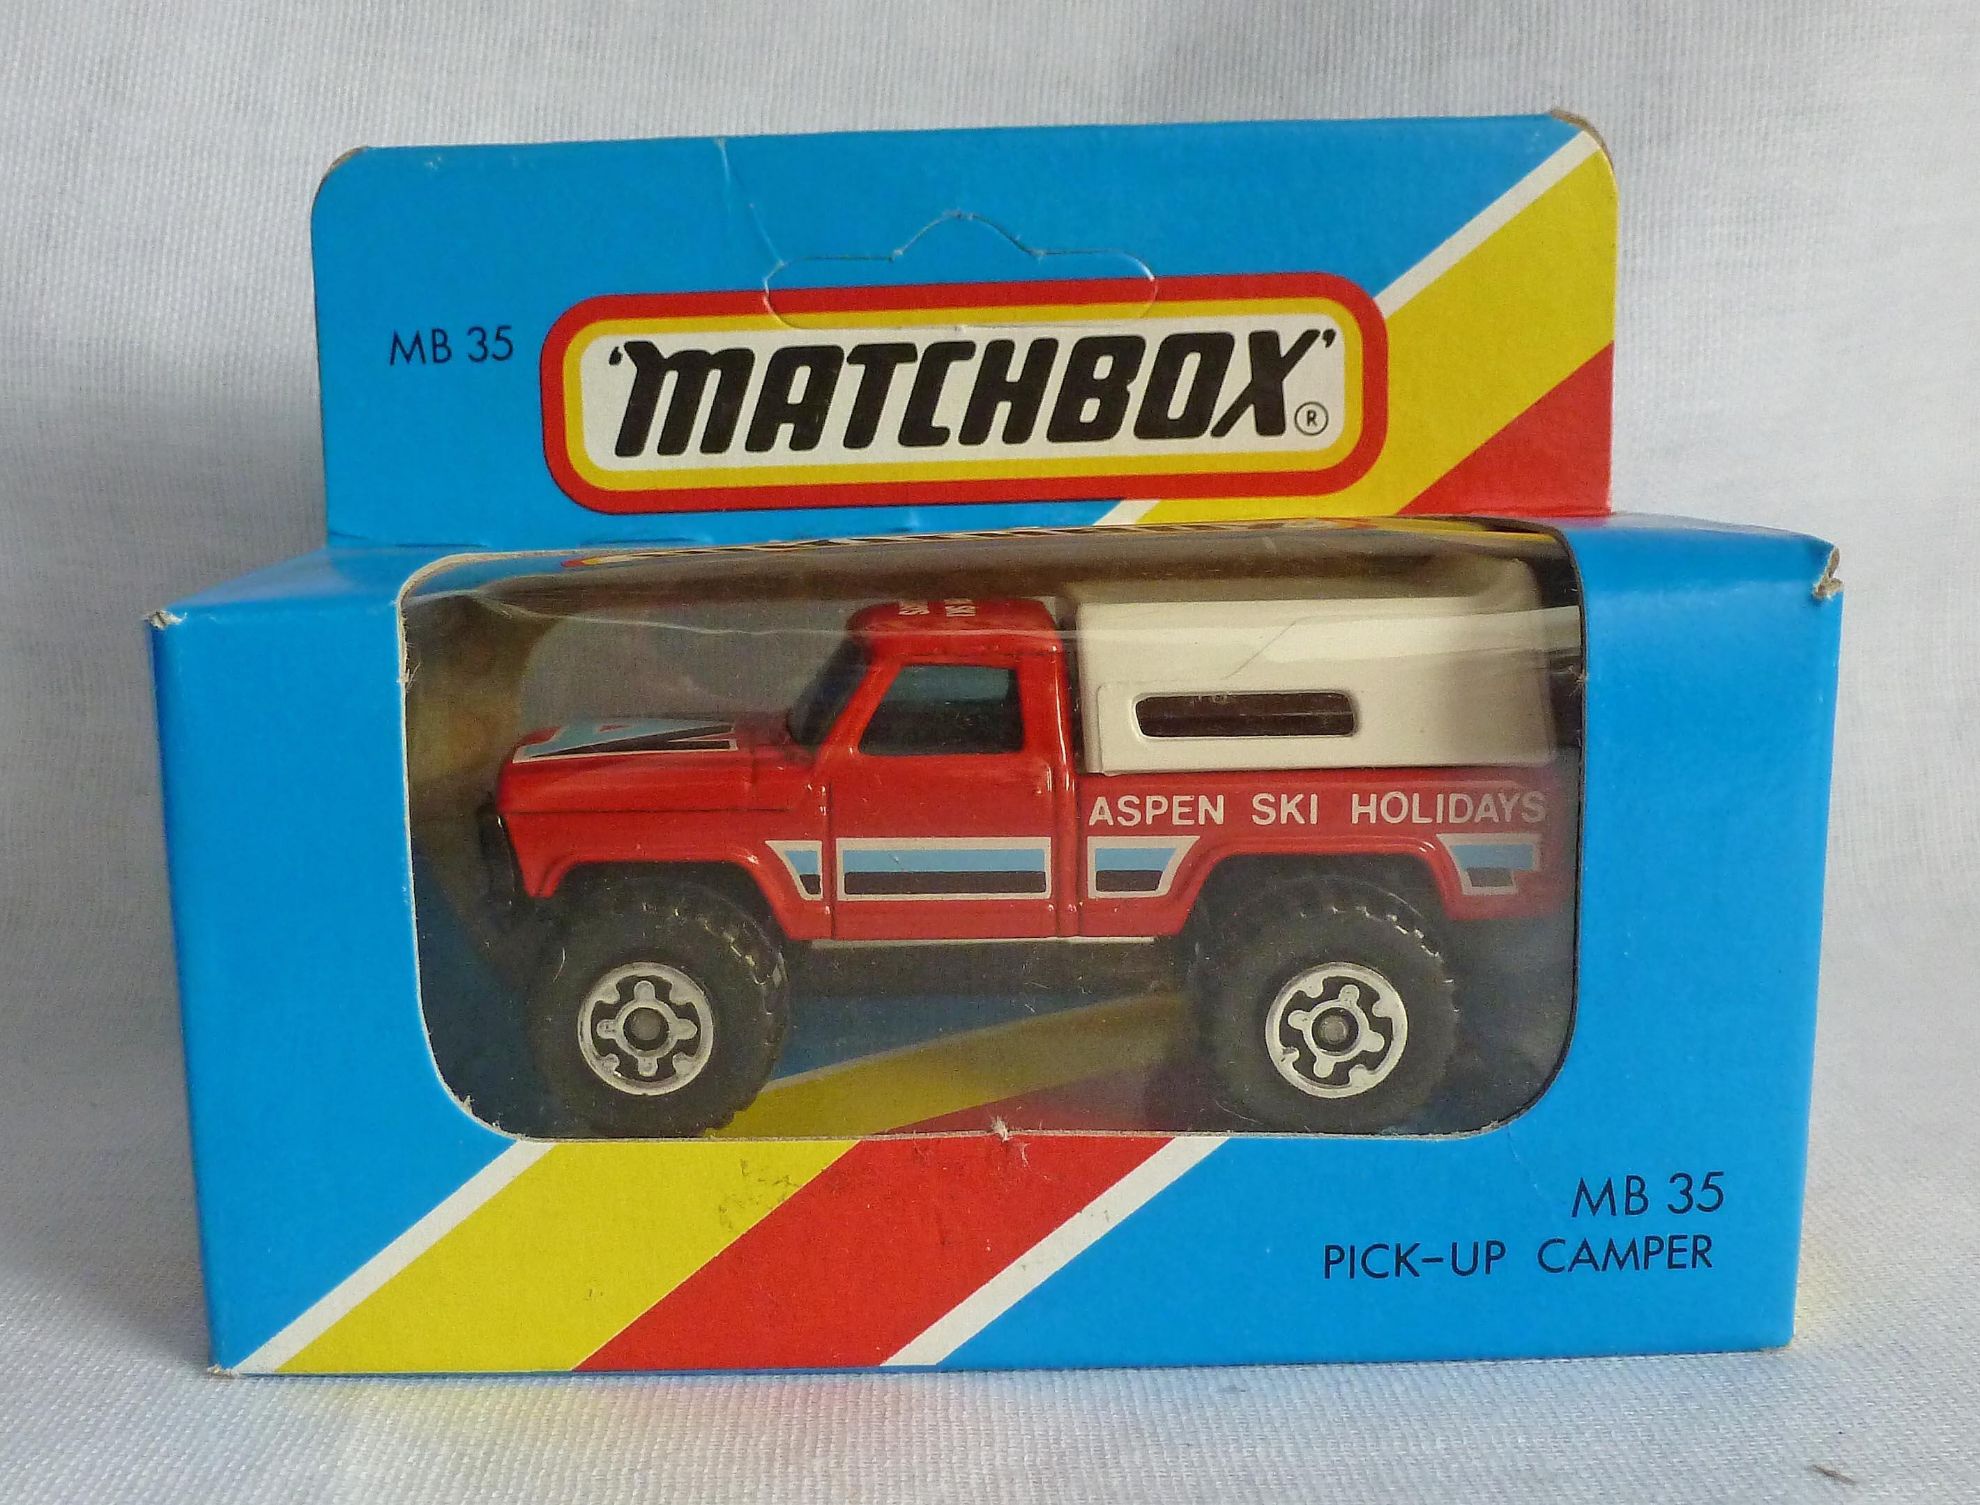 MB 35
'MATCHBOX'®
ASPEN SKI HOLIDAYS
MB 35
PICK-UP CAMPER